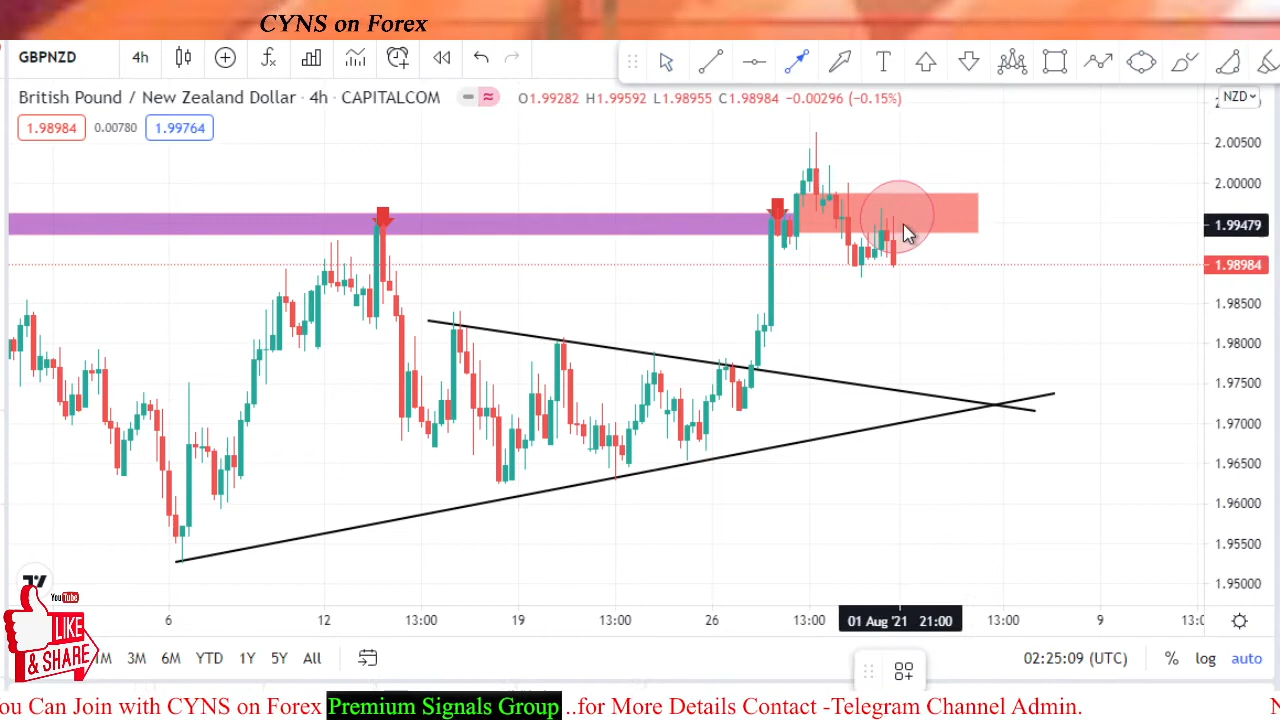 CYNS on Forex
GBPNZD 4h
British Pound / New Zealand Dollar · 4h · CAPITALCOM O1.99282 H1.99592 L1.98955 C1.98984 −0.00296 (−0.15%) NZD
1.98984 0.00780 1.99764
2.00500
2.00000
1.99479
1.98984
1.98500
1.98000
1.97500
1.97000
1.96500
1.96000
1.95500
1.95000
YouTube
LIKE
& SHARE
6 12 13:00 19 13:00 26 13:00 01 Aug '21 21:00 13:00 9
1M 3M 6M YTD 1Y 5Y All 02:25:09 (UTC) % log auto
ou Can Join with CYNS on Forex Premium Signals Group ..for More Details Contact -Telegram Channel Admin. N